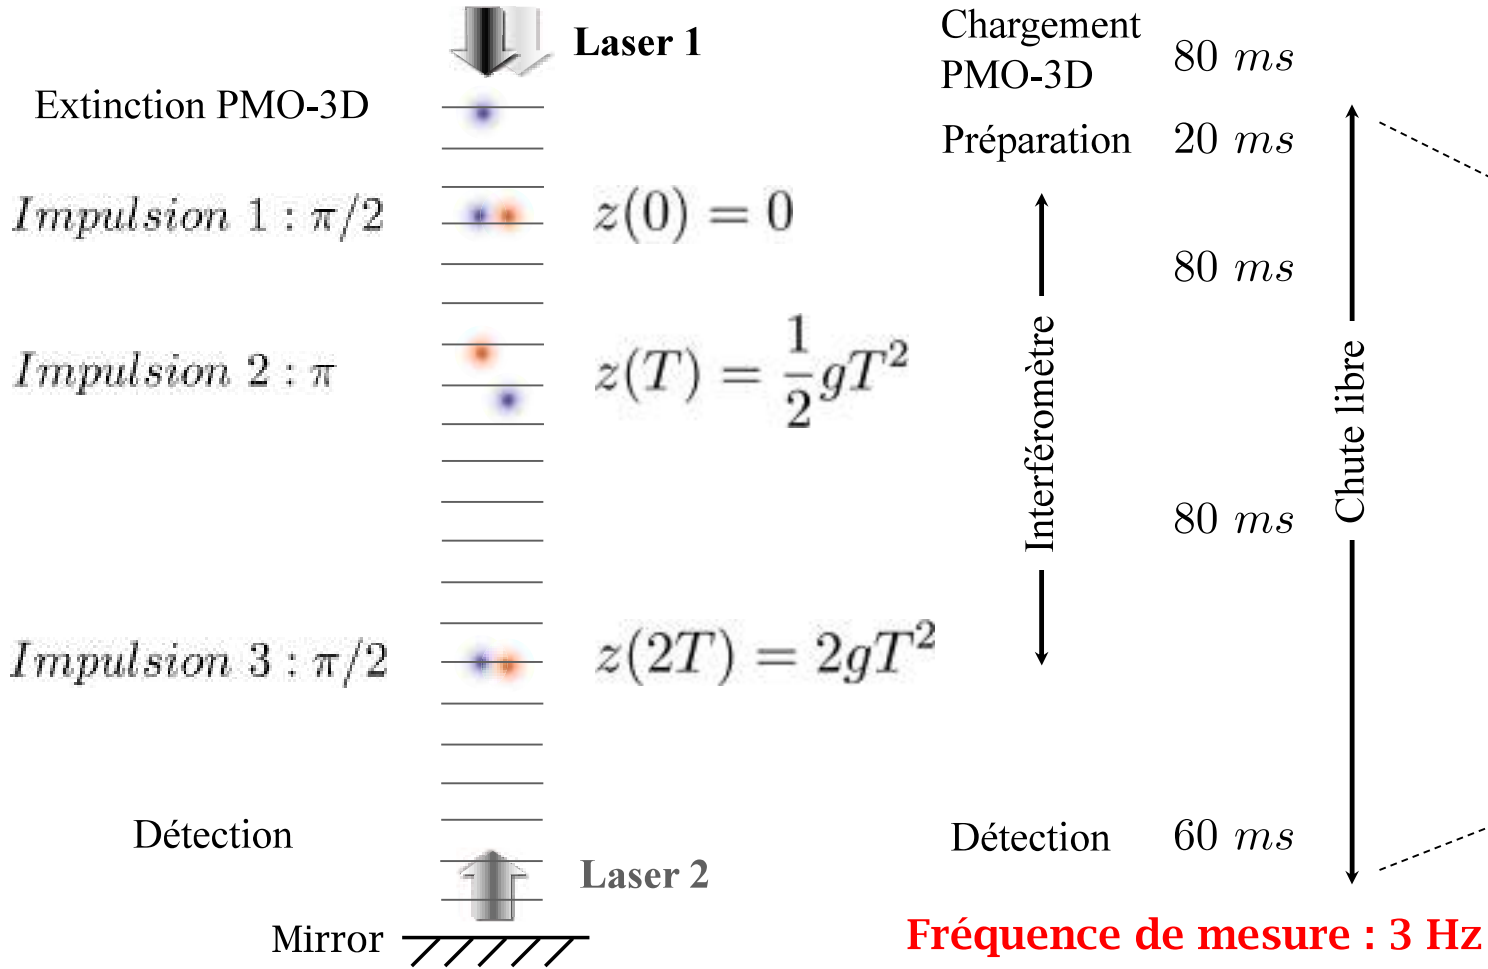 Laser 1
Extinction PMO-3D
Impulsion 1 : π/2
z(0) = 0
Impulsion 2 : π
z(T) = \frac{1}{2}gT²
Impulsion 3 : π/2
z(2T) = 2gT²
Détection
Laser 2
Mirror
Chargement
PMO-3D
80 ms
Préparation 20 ms
80 ms
Interféromètre
80 ms
Chute libre
Détection 60 ms
Fréquence de mesure : 3 Hz